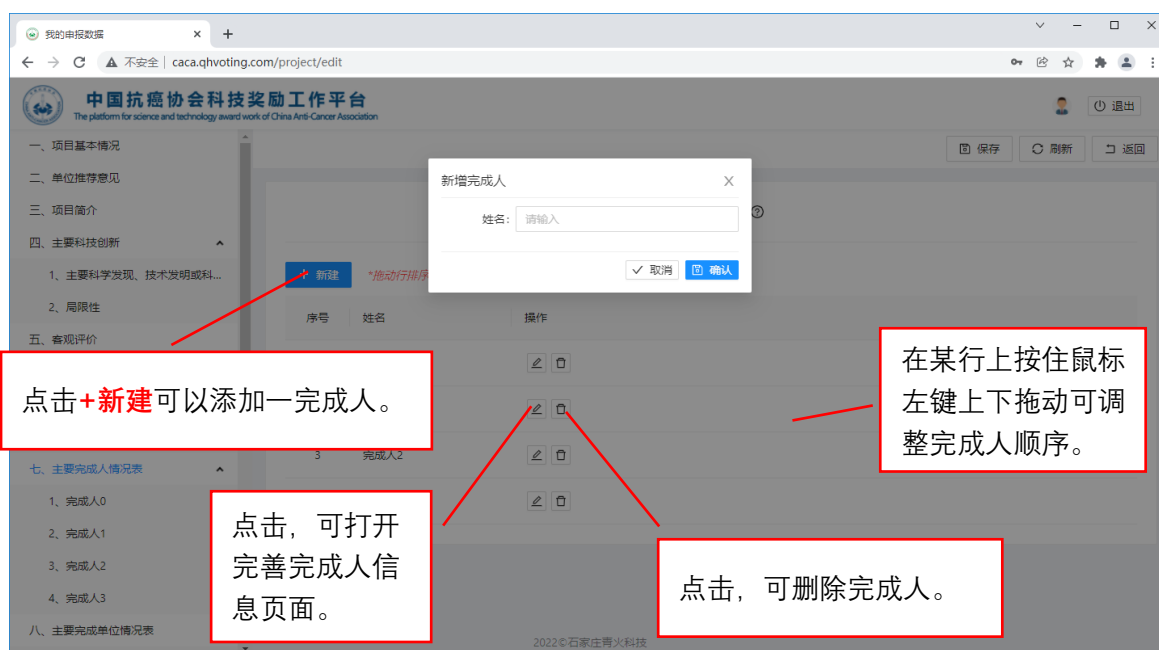 我的申报数据
不安全 | caca.qhvoting.com/project/edit
中国抗癌协会科技奖励工作平台
The platform for science and technology award work of China Anti-Cancer Association
退出
一、项目基本情况
保存 刷新 返回
二、单位推荐意见
三、项目简介
四、主要科技创新
1、主要科学发现、技术发明或科...
2、局限性
五、客观评价
新增完成人
姓名: 请输入
取消 确认
+ 新建 *拖动行排序
序号 姓名 操作
点击+新建可以添加一完成人。
在某行上按住鼠标
左键上下拖动可调
整完成人顺序。
3 完成人2
七、主要完成人情况表
1、完成人0
2、完成人1
3、完成人2
4、完成人3
八、主要完成单位情况表
点击，可打开
完善完成人信
息页面。
点击，可删除完成人。
2022©石家庄青火科技